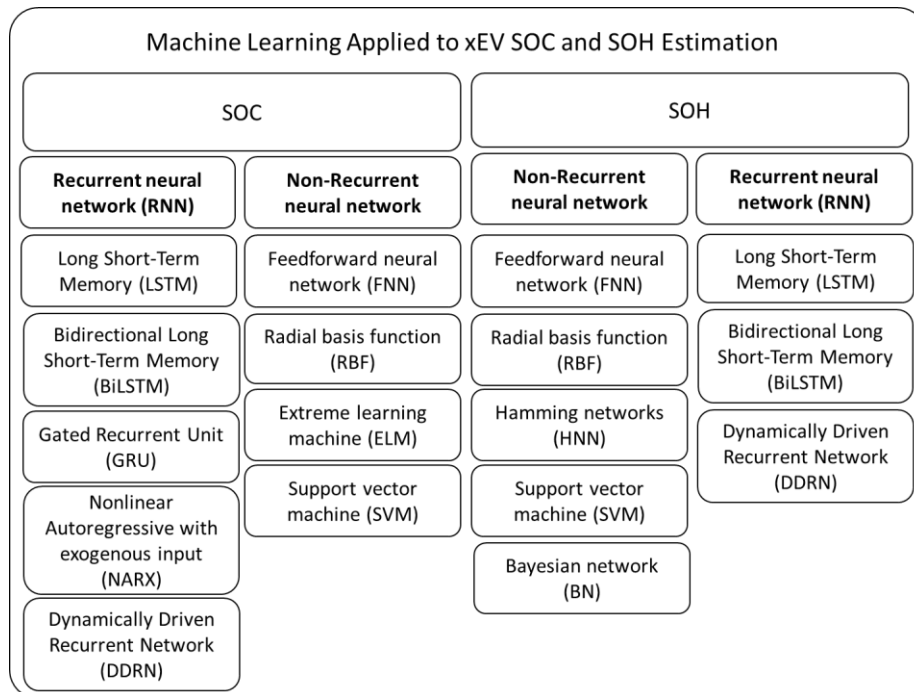 Machine Learning Applied to xEV SOC and SOH Estimation
SOC
SOH
Recurrent neural
network (RNN)
Long Short-Term
Memory (LSTM)
Bidirectional Long
Short-Term Memory
(BiLSTM)
Gated Recurrent Unit
(GRU)
Nonlinear
Autoregressive with
exogenous input
(NARX)
Dynamically Driven
Recurrent Network
(DDRN)
Non-Recurrent
neural network
Feedforward neural
network (FNN)
Radial basis function
(RBF)
Extreme learning
machine (ELM)
Support vector
machine (SVM)
Non-Recurrent
neural network
Feedforward neural
network (FNN)
Radial basis function
(RBF)
Hamming networks
(HNN)
Support vector
machine (SVM)
Bayesian network
(BN)
Recurrent neural
network (RNN)
Long Short-Term
Memory (LSTM)
Bidirectional Long
Short-Term Memory
(BiLSTM)
Dynamically Driven
Recurrent Network
(DDRN)